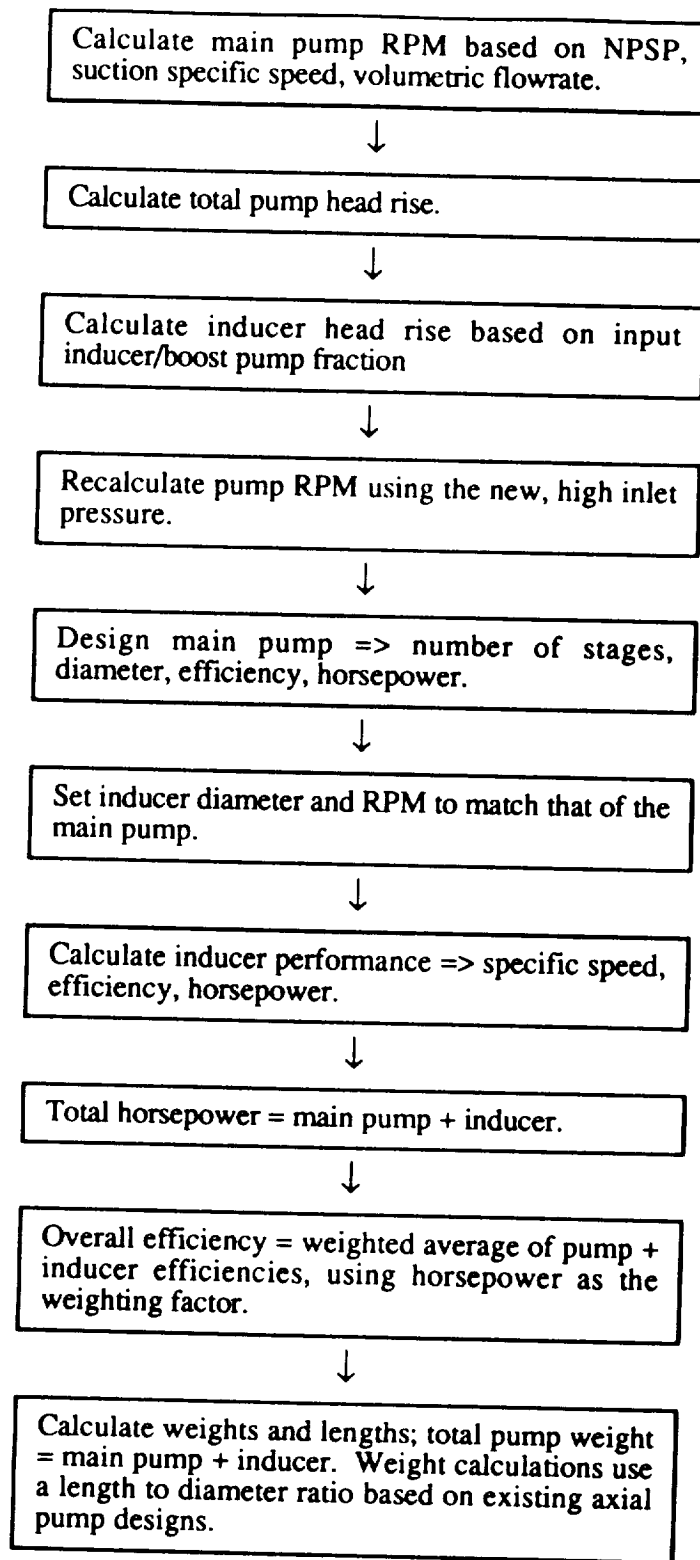 Calculate main pump RPM based on NPSP,
suction specific speed, volumetric flowrate.
↓
Calculate total pump head rise.
↓
Calculate inducer head rise based on input
inducer/boost pump fraction
↓
Recalculate pump RPM using the new, high inlet
pressure.
↓
Design main pump => number of stages,
diameter, efficiency, horsepower.
↓
Set inducer diameter and RPM to match that of the
main pump.
↓
Calculate inducer performance => specific speed,
efficiency, horsepower.
↓
Total horsepower = main pump + inducer.
↓
Overall efficiency = weighted average of pump +
inducer efficiencies, using horsepower as the
weighting factor.
↓
Calculate weights and lengths; total pump weight
= main pump + inducer. Weight calculations use
a length to diameter ratio based on existing axial
pump designs.